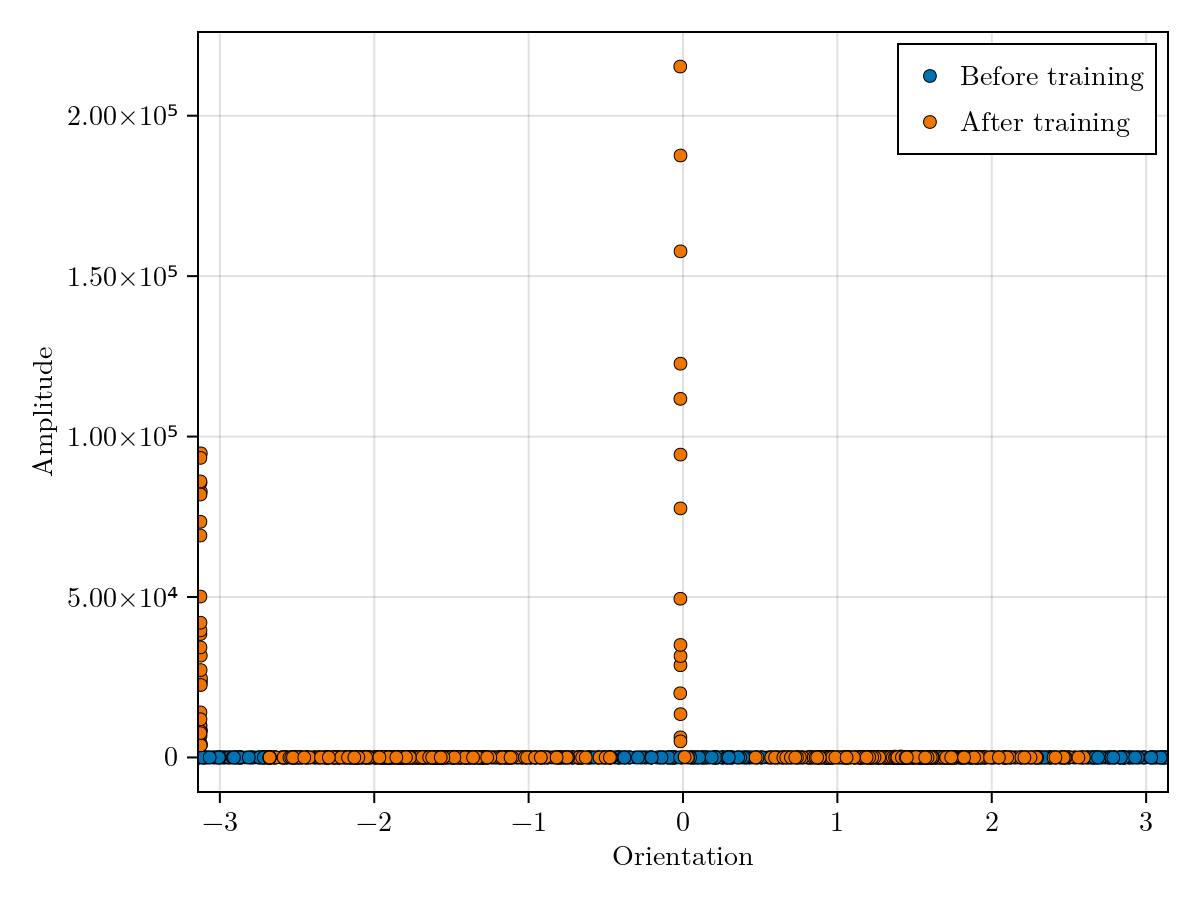 Before training
After training
2.00×10⁵
1.50×10⁵
1.00×10⁵
5.00×10⁴
0
Amplitude
−3 −2 −1 0 1 2 3
Orientation